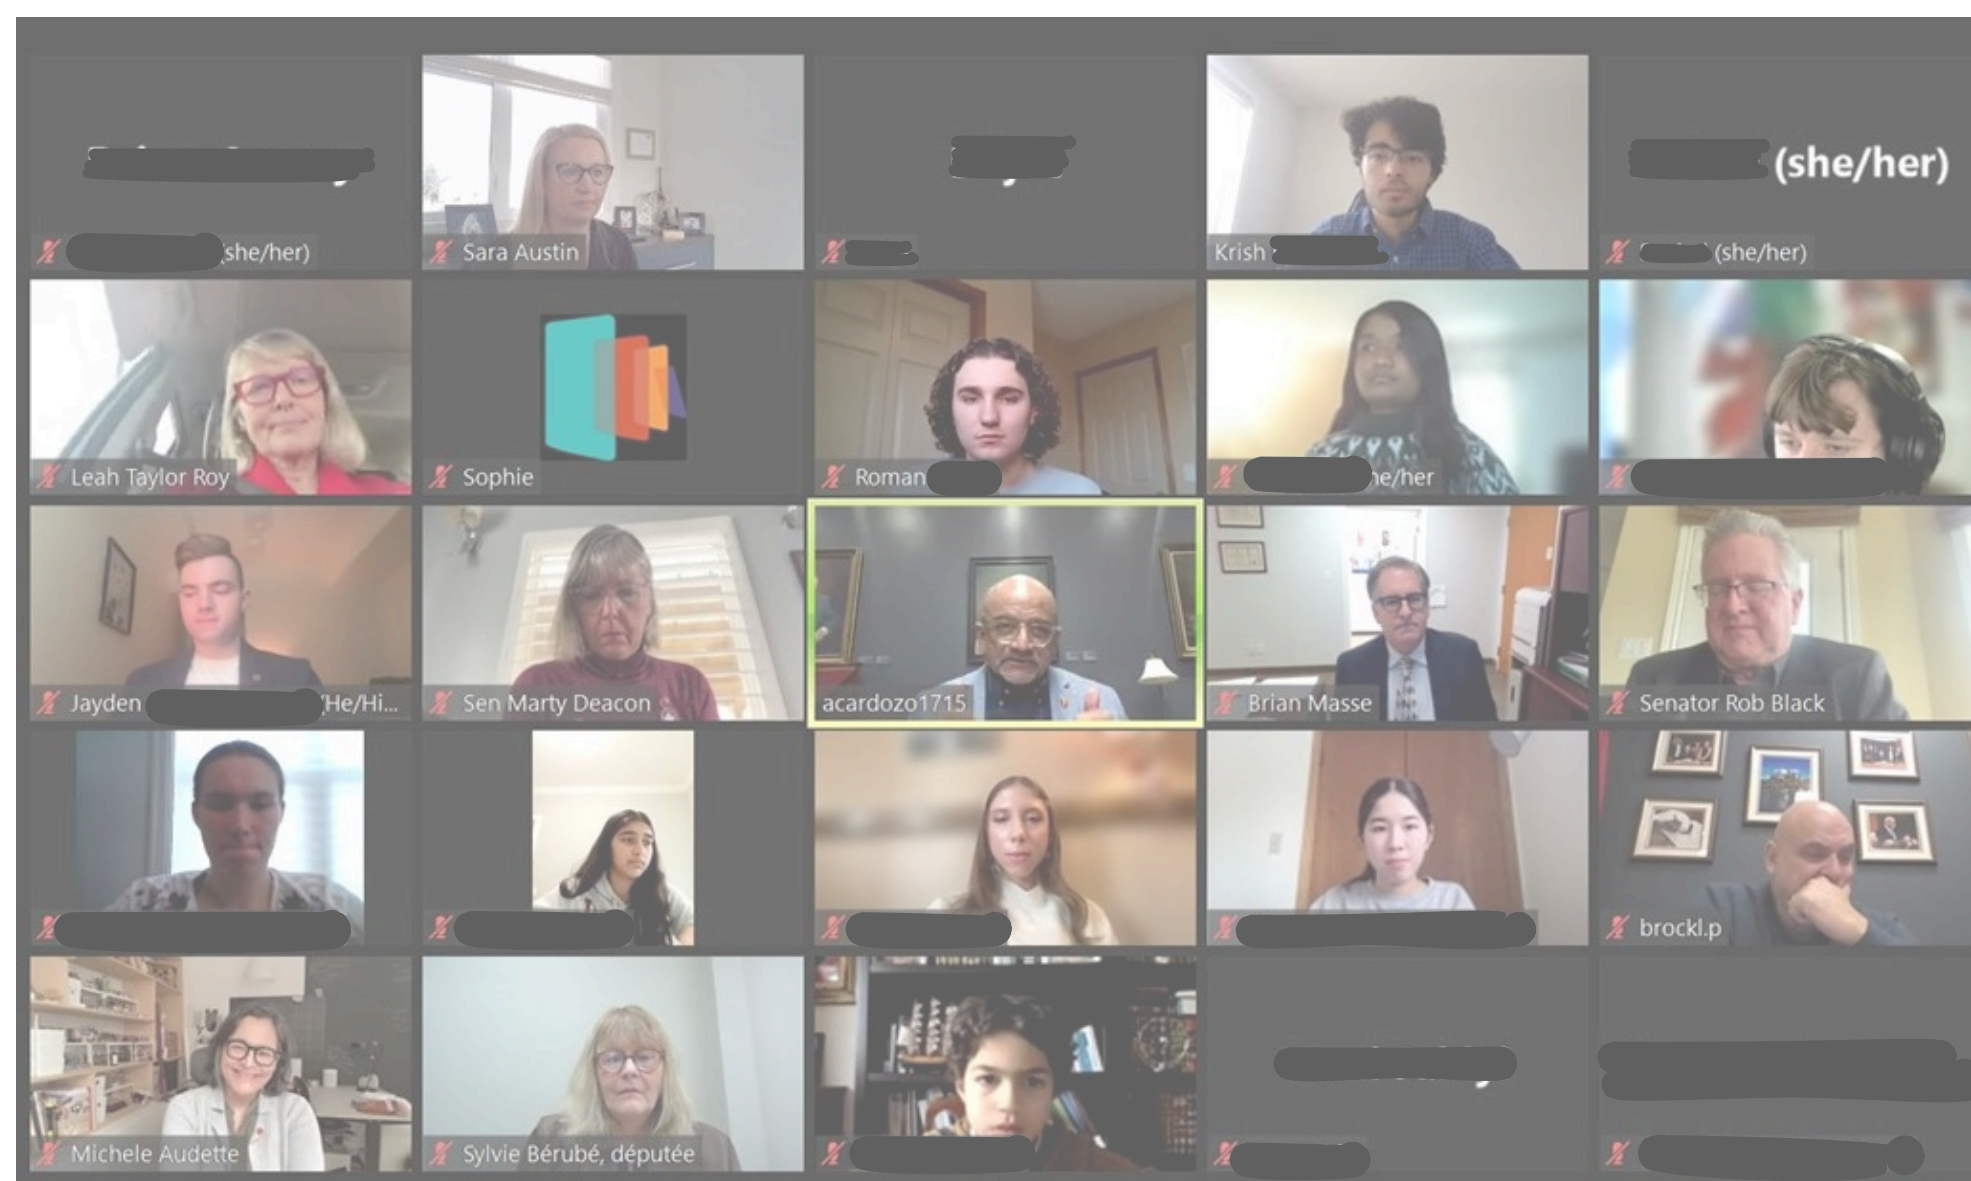 (she/her)
she/her)
Sara Austin
Krish
(she/her)
Leah Taylor Roy
Sophie
Roman
he/her
Jayden (He/Hi...
Sen Marty Deacon
acardozo1715
Brian Masse
Senator Rob Black
brockl.p
Michele Audette
Sylvie Bérubé, députée